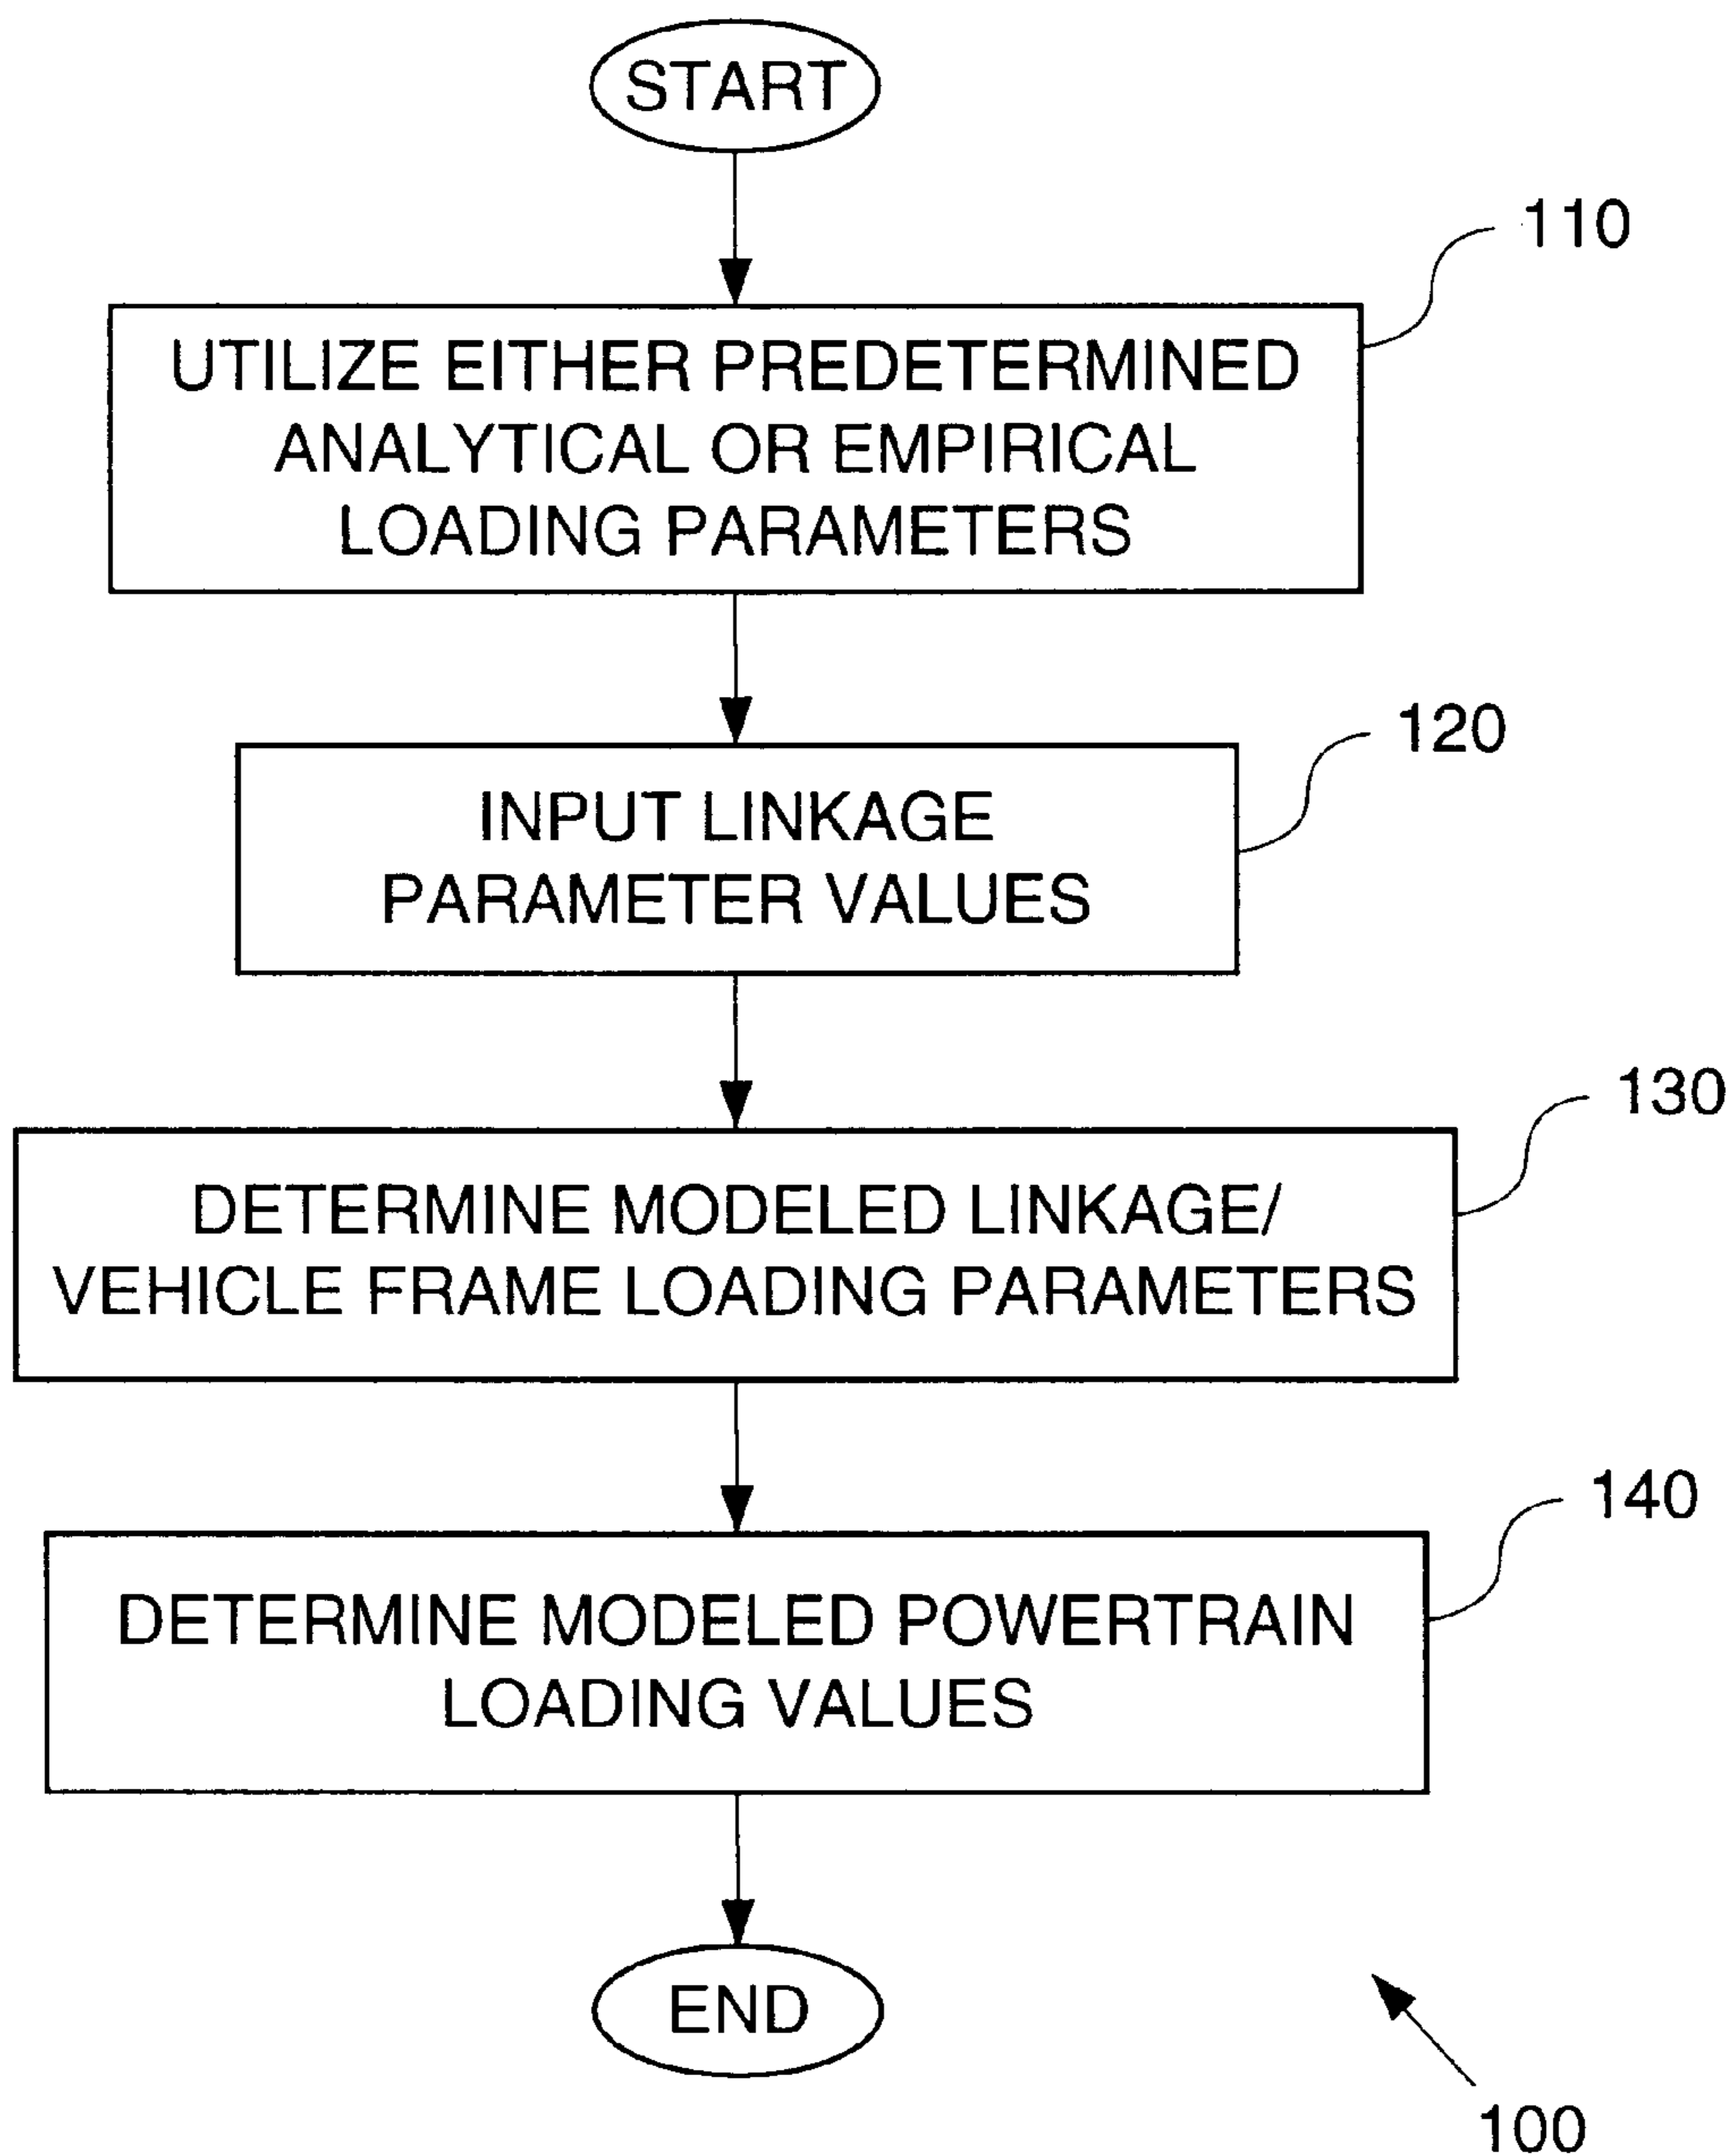 START
110
UTILIZE EITHER PREDETERMINED
ANALYTICAL OR EMPIRICAL
LOADING PARAMETERS
120
INPUT LINKAGE
PARAMETER VALUES
130
DETERMINE MODELED LINKAGE/
VEHICLE FRAME LOADING PARAMETERS
140
DETERMINE MODELED POWERTRAIN
LOADING VALUES
END
100